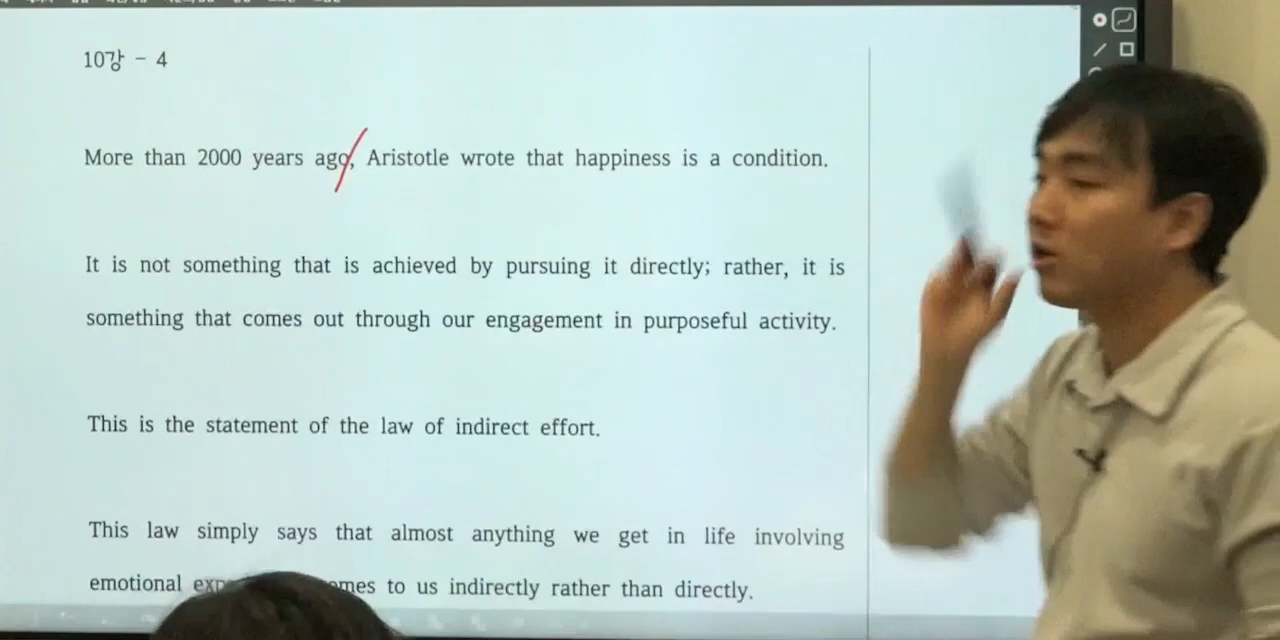 10강 - 4
More than 2000 years ago, Aristotle wrote that happiness is a condition.
It is not something that is achieved by pursuing it directly; rather, it is
something that comes out through our engagement in purposeful activity.
This is the statement of the law of indirect effort.
This law simply says that almost anything we get in life involving
emotional to us indirectly rather than directly.